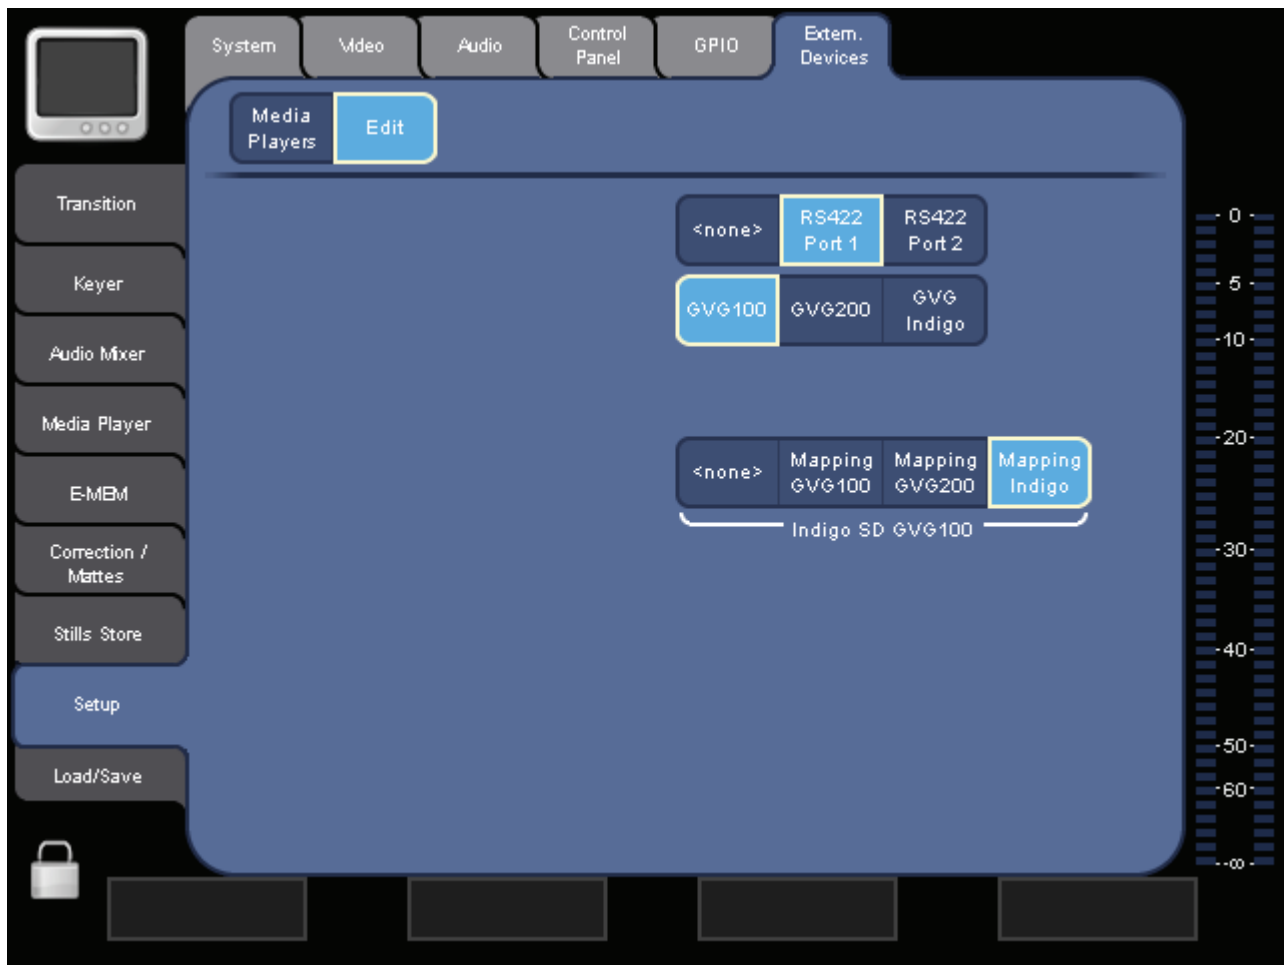 System
Video
Audio
Control
Panel
GPIO
Extern.
Devices
Media
Players
Edit
Transition
Keyer
Audio Mixer
Media Player
E-MEM
Correction /
Mattes
Stills Store
Setup
Load/Save
<none>
RS422
Port 1
RS422
Port 2
GVG100
GVG200
GVG
Indigo
<none>
Mapping
GVG100
Mapping
GVG200
Mapping
Indigo
Indigo SD GVG100
- 0 -
- 5 -
-10-
-20-
-30-
-40-
-50-
-60-
--∞-